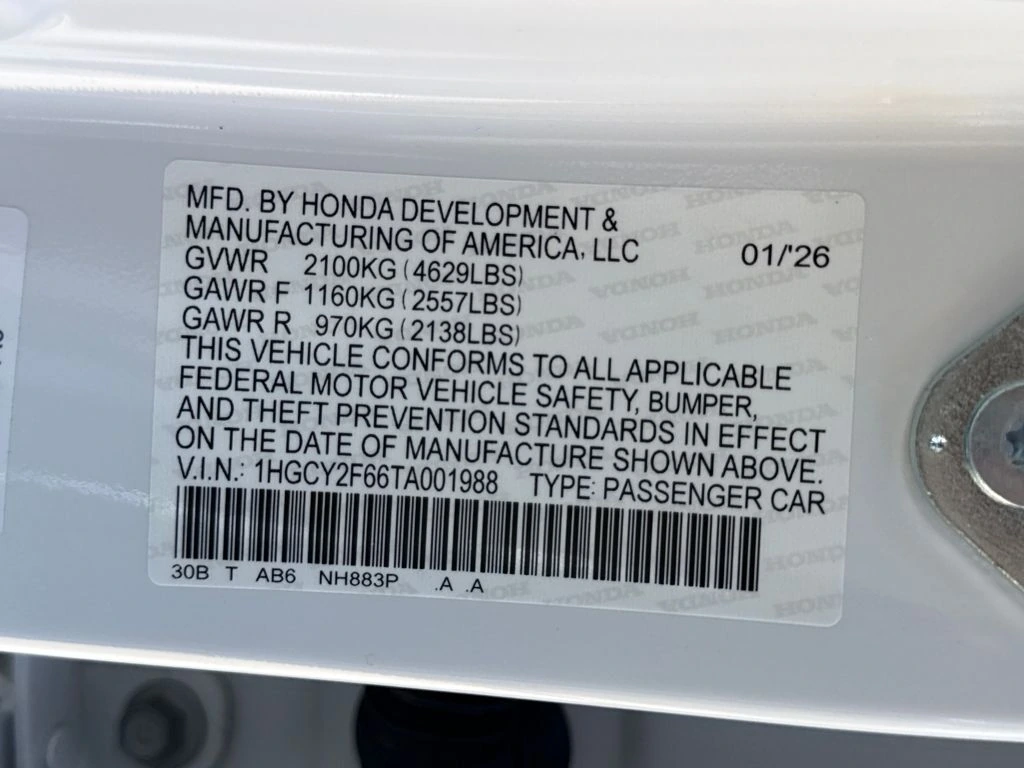 MFD. BY HONDA DEVELOPMENT &
MANUFACTURING OF AMERICA, LLC 01/'26
GVWR 2100KG (4629LBS)
GAWR F 1160KG (2557LBS)
GAWR R 970KG (2138LBS)
THIS VEHICLE CONFORMS TO ALL APPLICABLE
FEDERAL MOTOR VEHICLE SAFETY, BUMPER,
AND THEFT PREVENTION STANDARDS IN EFFECT
ON THE DATE OF MANUFACTURE SHOWN ABOVE.
V.I.N.: 1HGCY2F66TA001988 TYPE: PASSENGER CAR
30B T AB6 NH883P .A .A